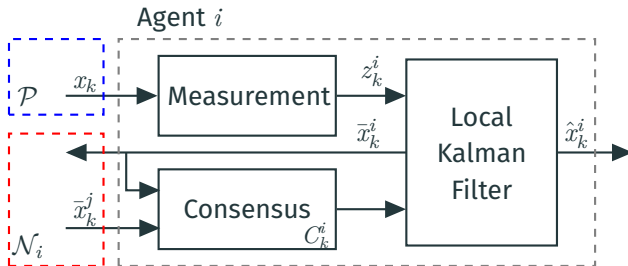 Agent i
𝒫
x_k
Measurement
z_k^i
Local
Kalman
Filter
x̂_k^i
x̄_k^i
x̄_k^j
Consensus
C_k^i
𝒩_i